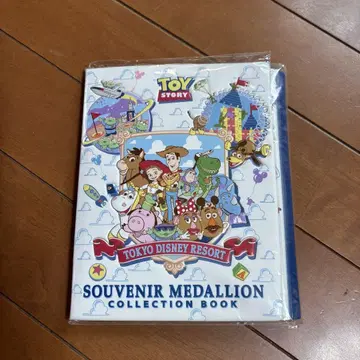 TOY
STORY
TOKYO DISNEY RESORT
SOUVENIR MEDALLION
COLLECTION BOOK